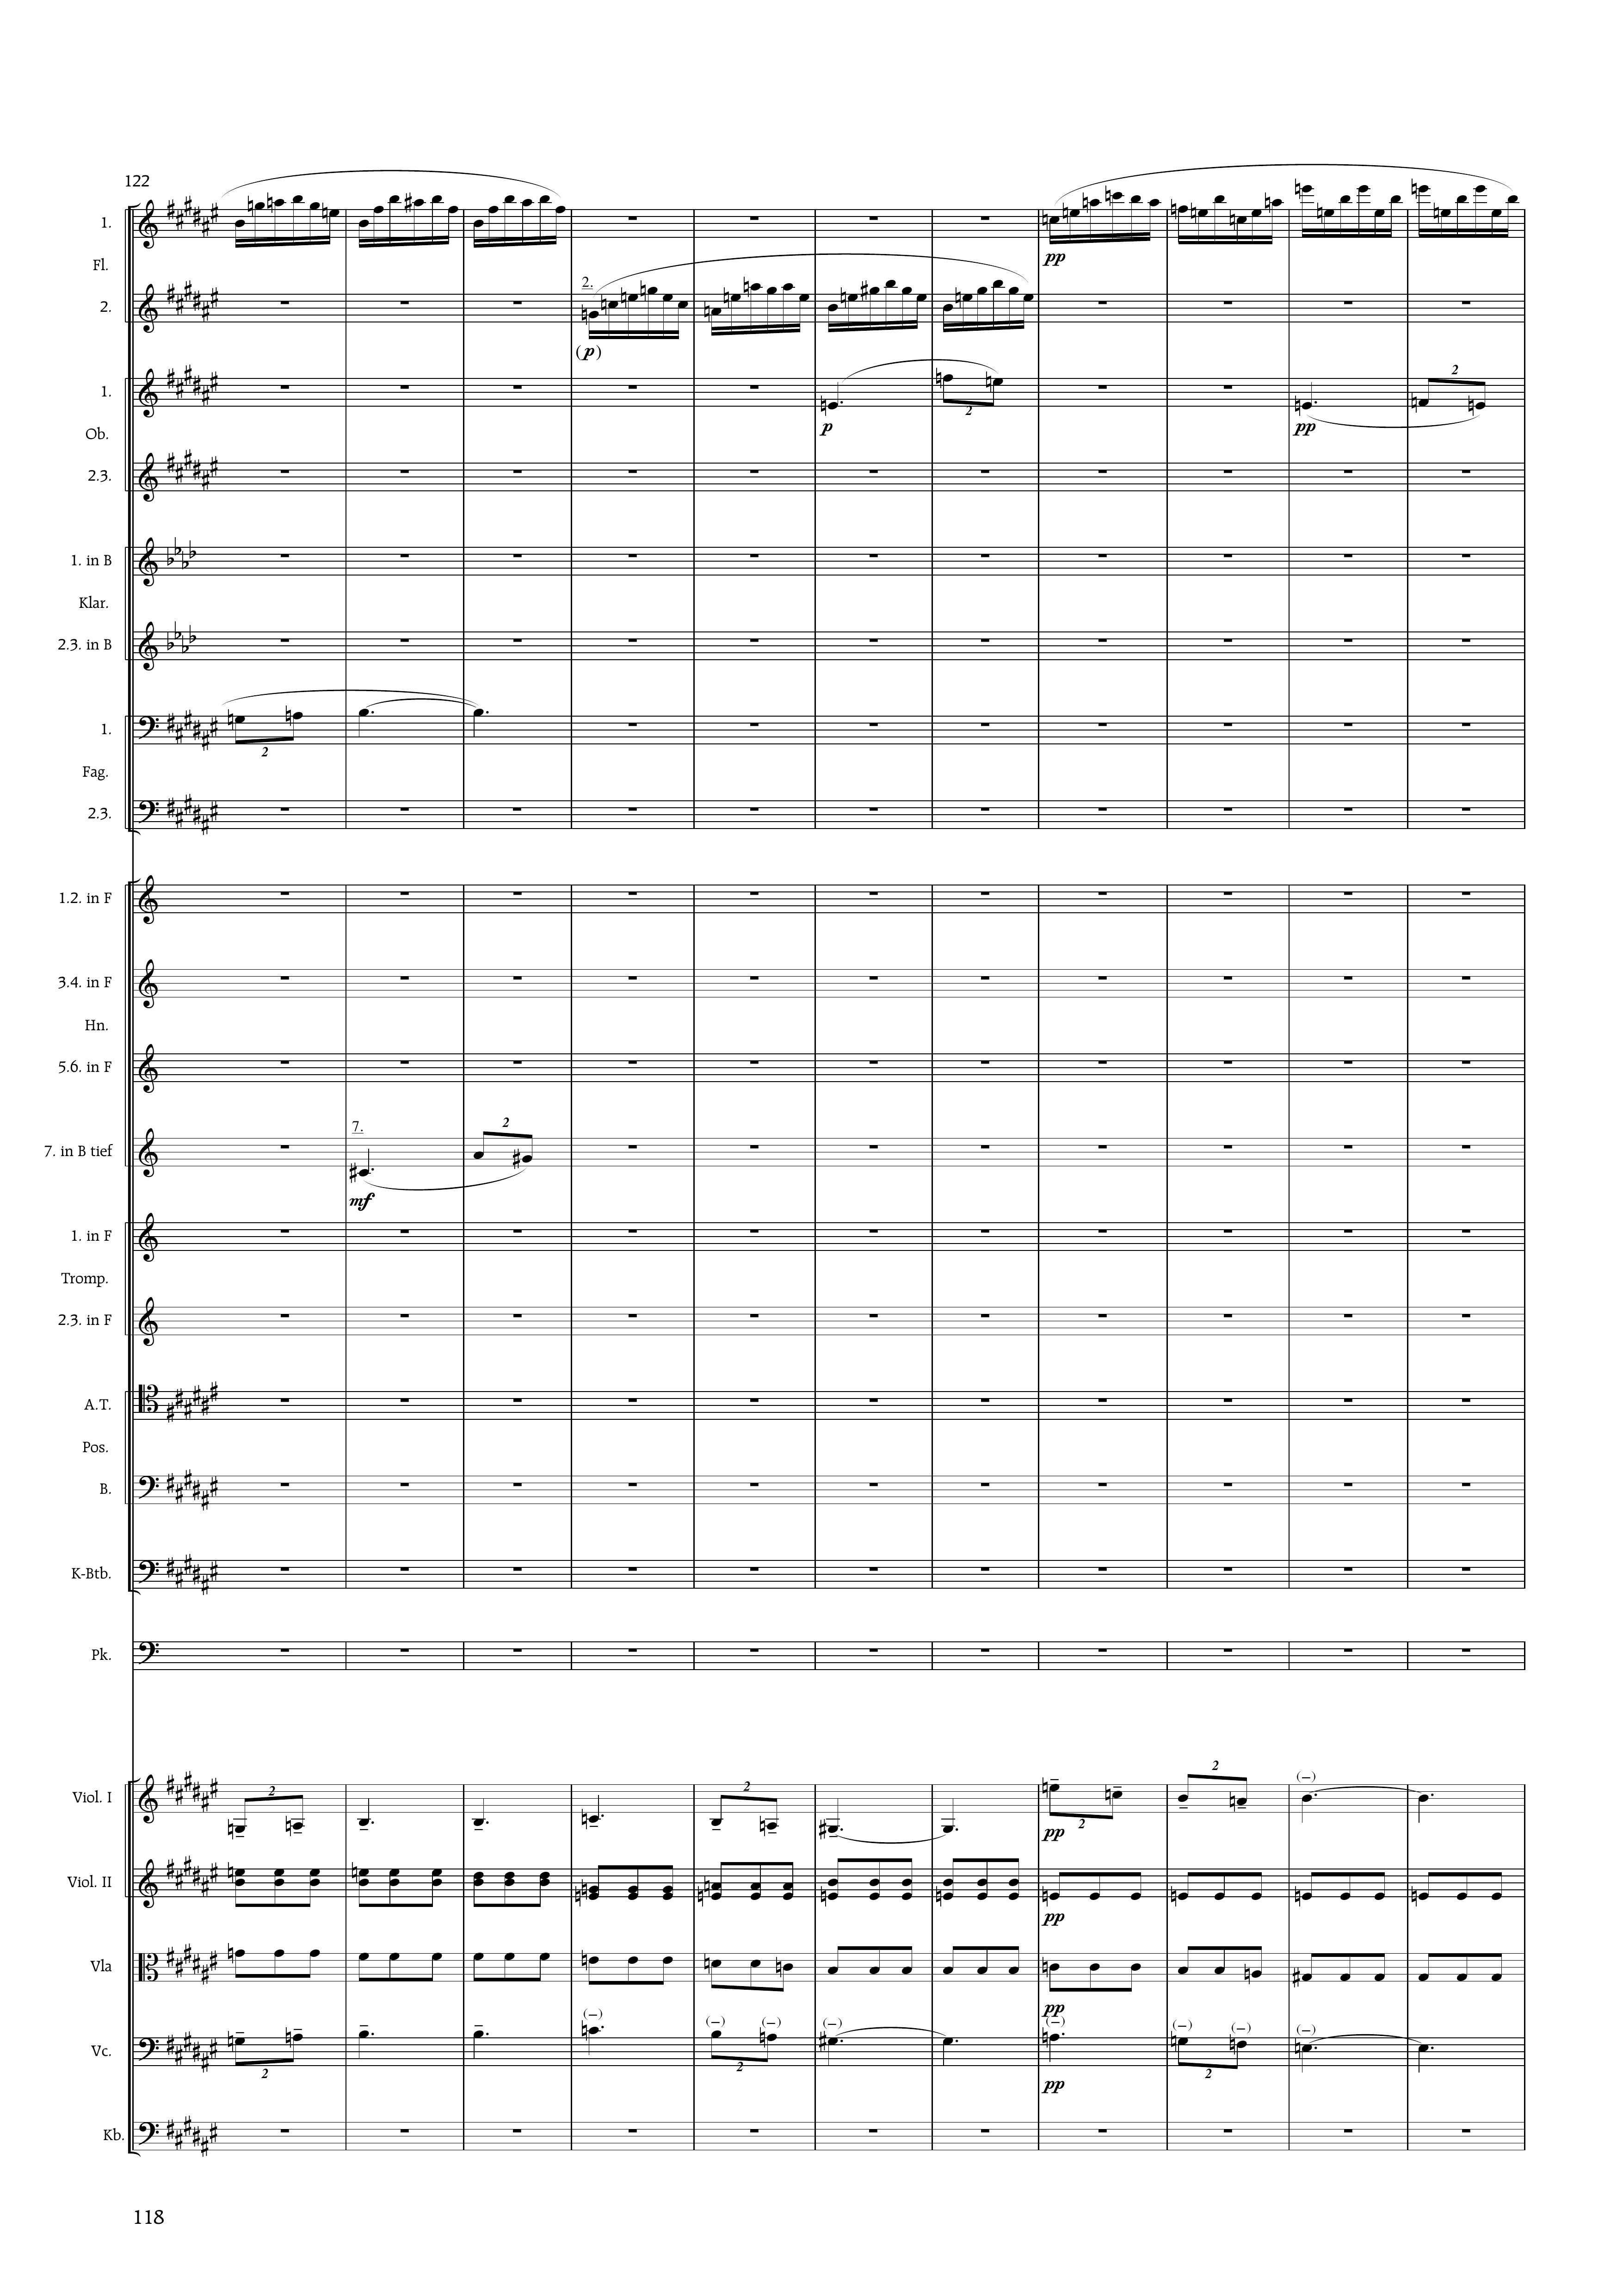 122
1.
Fl.
2.
2.
(p)
pp
1.
p
2
pp
2
Ob.
2.3.
1. in B
Klar.
2.3. in B
1.
2
Fag.
2.3.
1.2. in F
3.4. in F
Hn.
5.6. in F
7.
2
7. in B tief
mf
1. in F
Tromp.
2.3. in F
A.T.
Pos.
B.
K-Btb.
Pk.
Viol. I
2
2
2
pp
2
Viol. II
pp
Vla
pp
Vc.
2
2
pp
2
Kb.
118